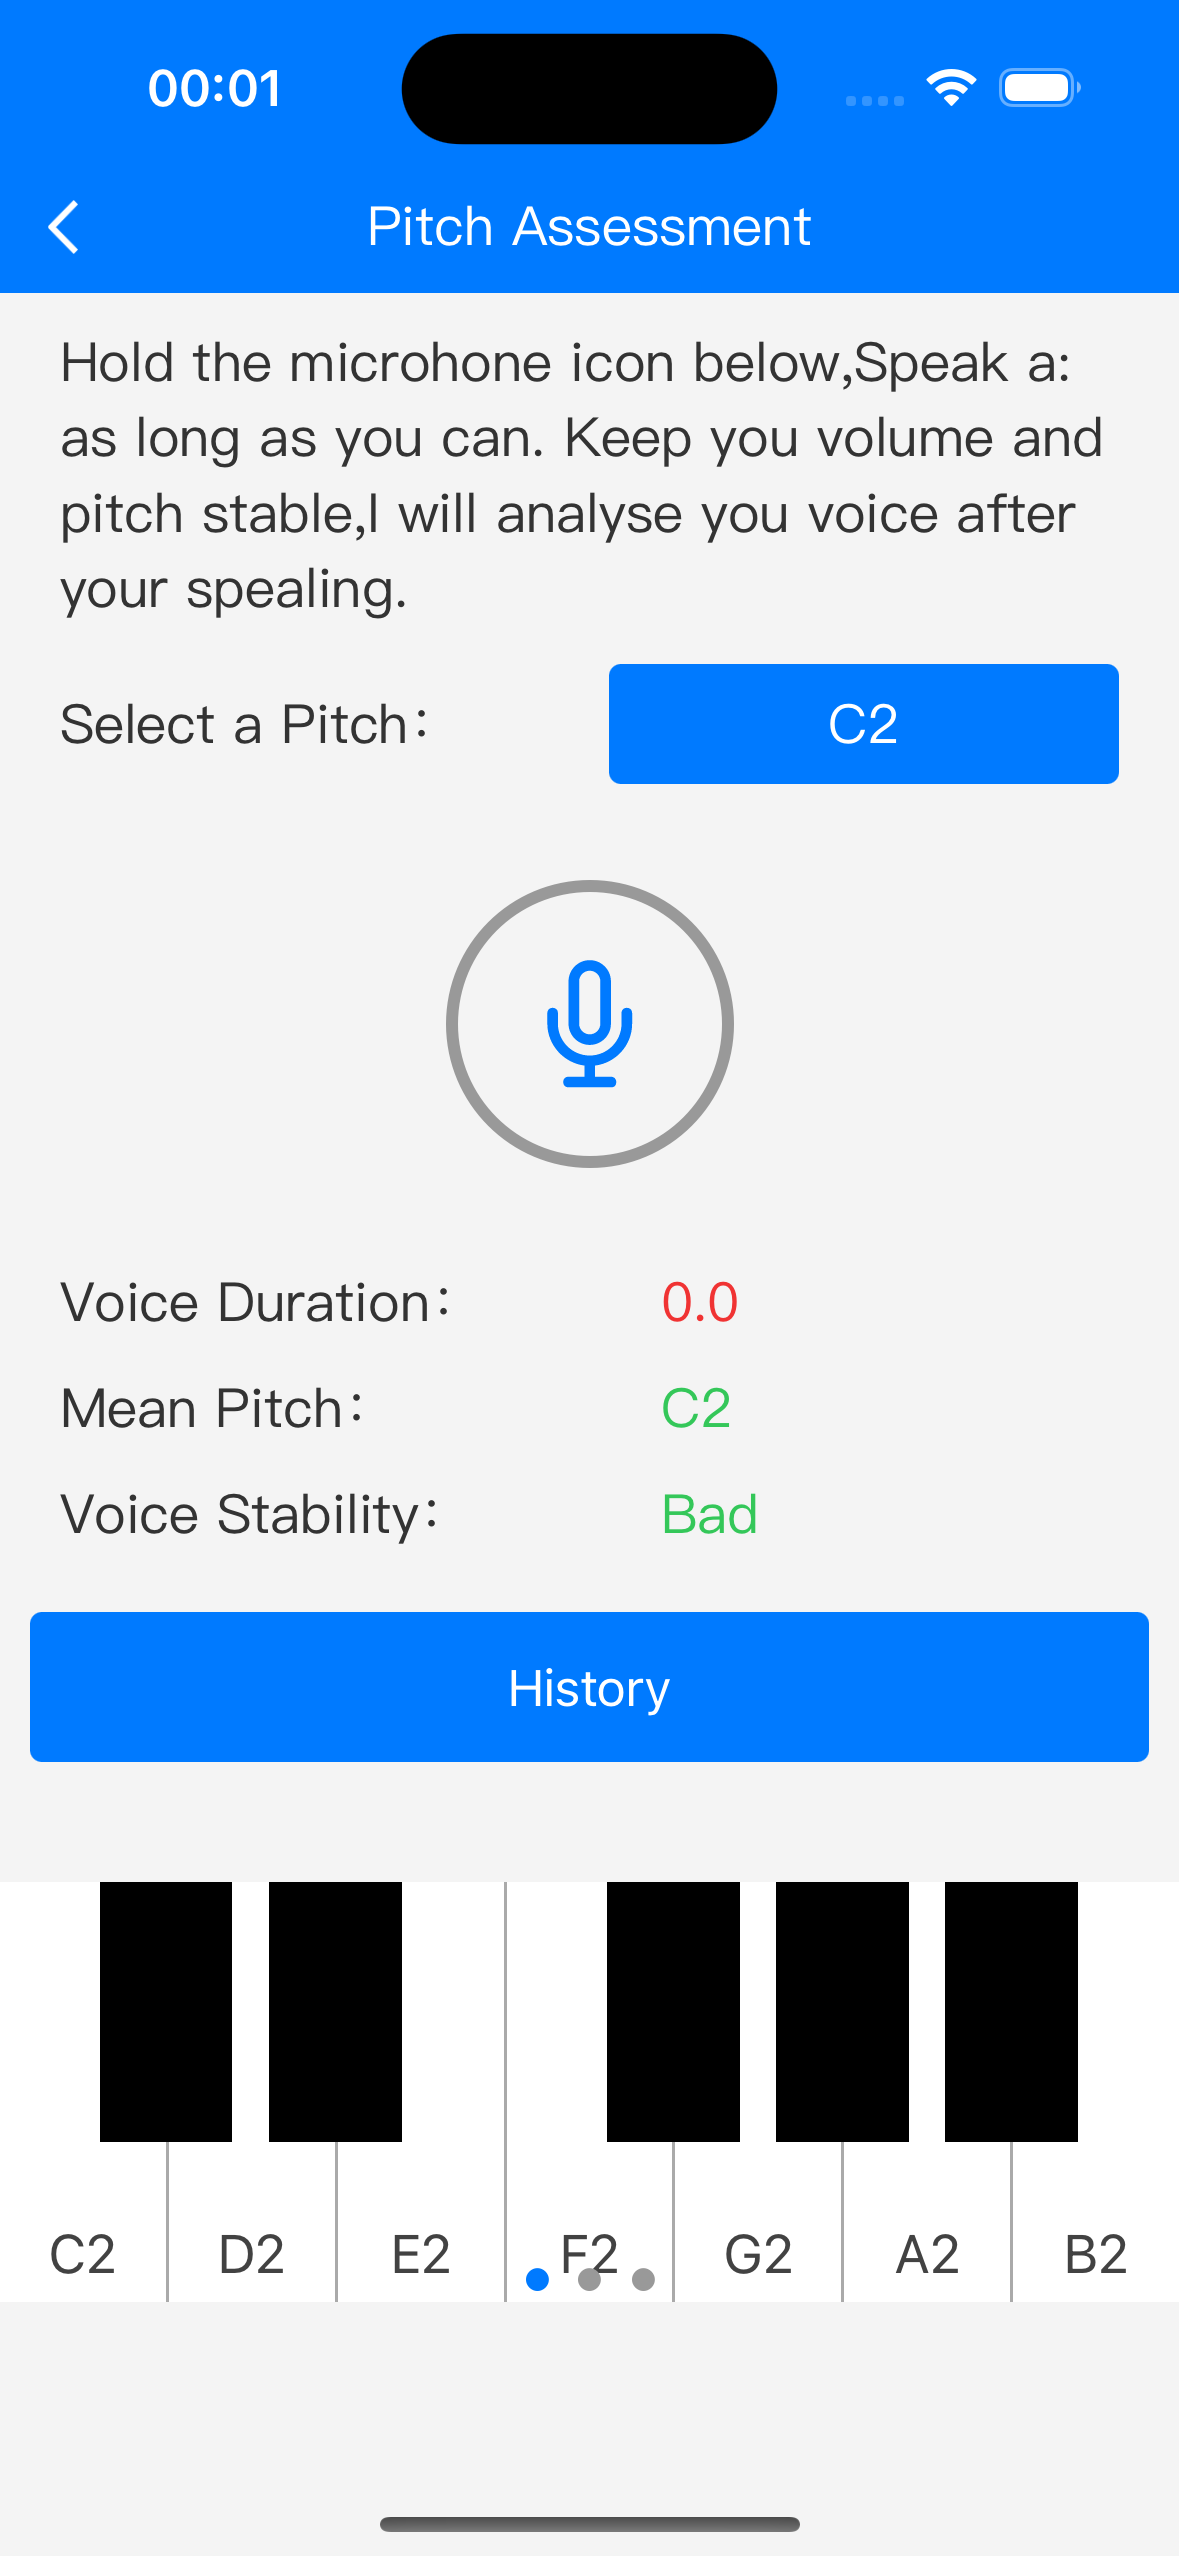 00:01
Pitch Assessment
Hold the microhone icon below,Speak a:
as long as you can. Keep you volume and
pitch stable,I will analyse you voice after
your spealing.
Select a Pitch:
C2
Voice Duration:
0.0
Mean Pitch:
C2
Voice Stability:
Bad
History
C2 D2 E2 F2 G2 A2 B2